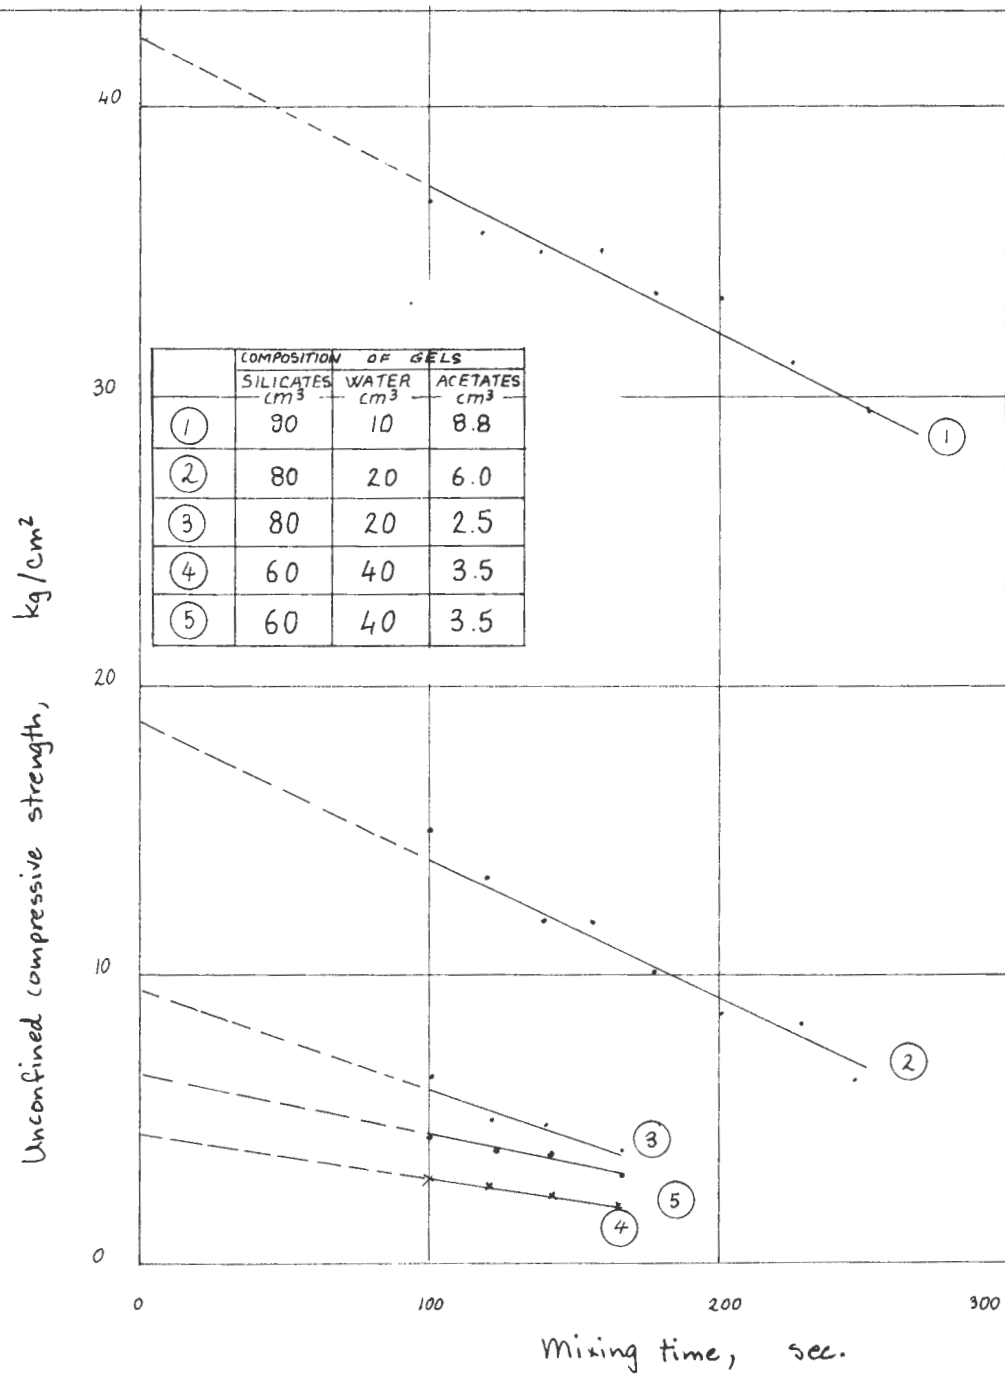 40
COMPOSITION OF GELS
SILICATES WATER ACETATES
cm³ cm³ cm³
30
1 90 10 8.8
1
2 80 20 6.0
3 80 20 2.5
4 60 40 3.5
5 60 40 3.5
20
10
2
3
5
4
0
0 100 200 300
Mixing time, sec.
Unconfined compressive strength, kg/cm²